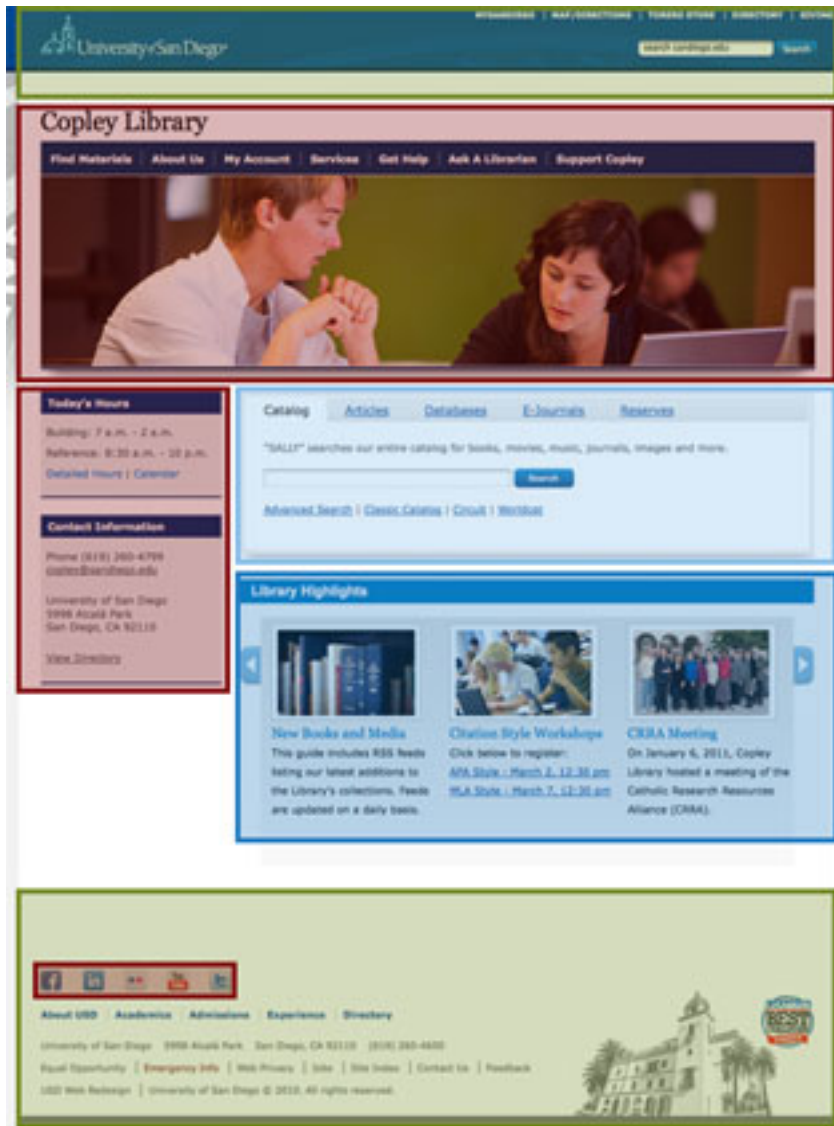 MYSANDIEGO | MAP/DIRECTIONS | TORERO STORE | DIRECTORY | GIVING
University of San Diego
search sandiego.edu Search
Copley Library
Find Materials About Us My Account Services Get Help Ask A Librarian Support Copley
Today's Hours
Building: 7 a.m. - 2 a.m.
Reference: 8:30 a.m. - 10 p.m.
Detailed Hours | Calendar
Contact Information
Phone (619) 260-4799
copley@sandiego.edu
University of San Diego
5998 Alcalá Park
San Diego, CA 92110
View Directory
Catalog Articles Databases E-Journals Reserves
"SALLY" searches our entire catalog for books, movies, music, journals, images and more.
Search
Advanced Search | Classic Catalog | Circuit | Worldcat
Library Highlights
New Books and Media
This guide includes RSS feeds
listing our latest additions to
the Library's collections. Feeds
are updated on a daily basis.
Citation Style Workshops
Click below to register:
APA Style - March 2, 12:30 pm
MLA Style - March 7, 12:30 pm
CRRA Meeting
On January 6, 2011, Copley
Library hosted a meeting of the
Catholic Research Resources
Alliance (CRRA).
in
You
About USD Academics Admissions Experience Directory
University of San Diego 5998 Alcalá Park San Diego, CA 92110 (619) 260-4600
Equal Opportunity | Emergency Info | Web Privacy | Jobs | Site Index | Contact Us | Feedback
USD Web Redesign | University of San Diego © 2010. All rights reserved.
BEST